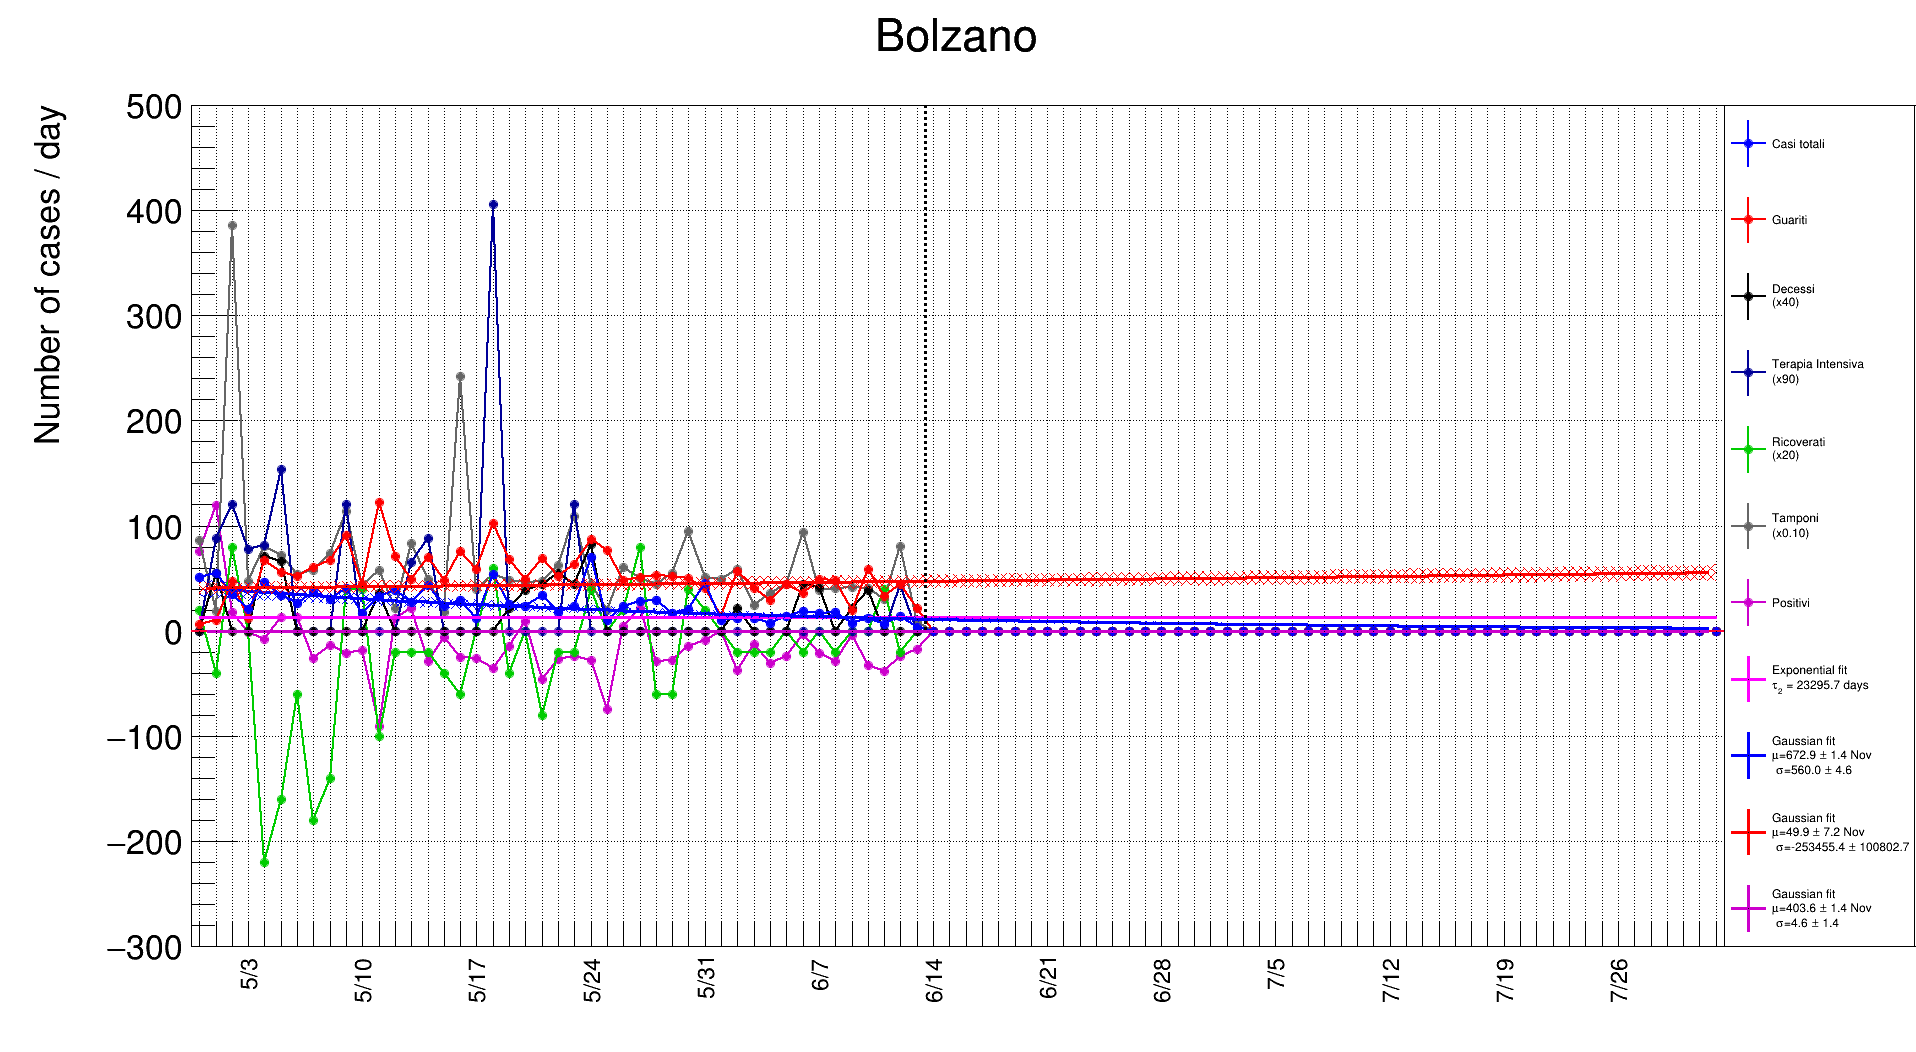 Bolzano
Number of cases / day
500
400
300
200
100
0
−100
−200
−300
5/3
5/10
5/17
5/24
5/31
6/7
6/14
6/21
6/28
7/5
7/12
7/19
7/26
Casi totali
Guariti
Decessi
(x40)
Terapia Intensiva
(x90)
Ricoverati
(x20)
Tamponi
(x0.10)
Positivi
Exponential fit
τ2 = 23295.7 days
Gaussian fit
μ=672.9 ± 1.4 Nov
σ=560.0 ± 4.6
Gaussian fit
μ=49.9 ± 7.2 Nov
σ=-253455.4 ± 100802.7
Gaussian fit
μ=403.6 ± 1.4 Nov
σ=4.6 ± 1.4